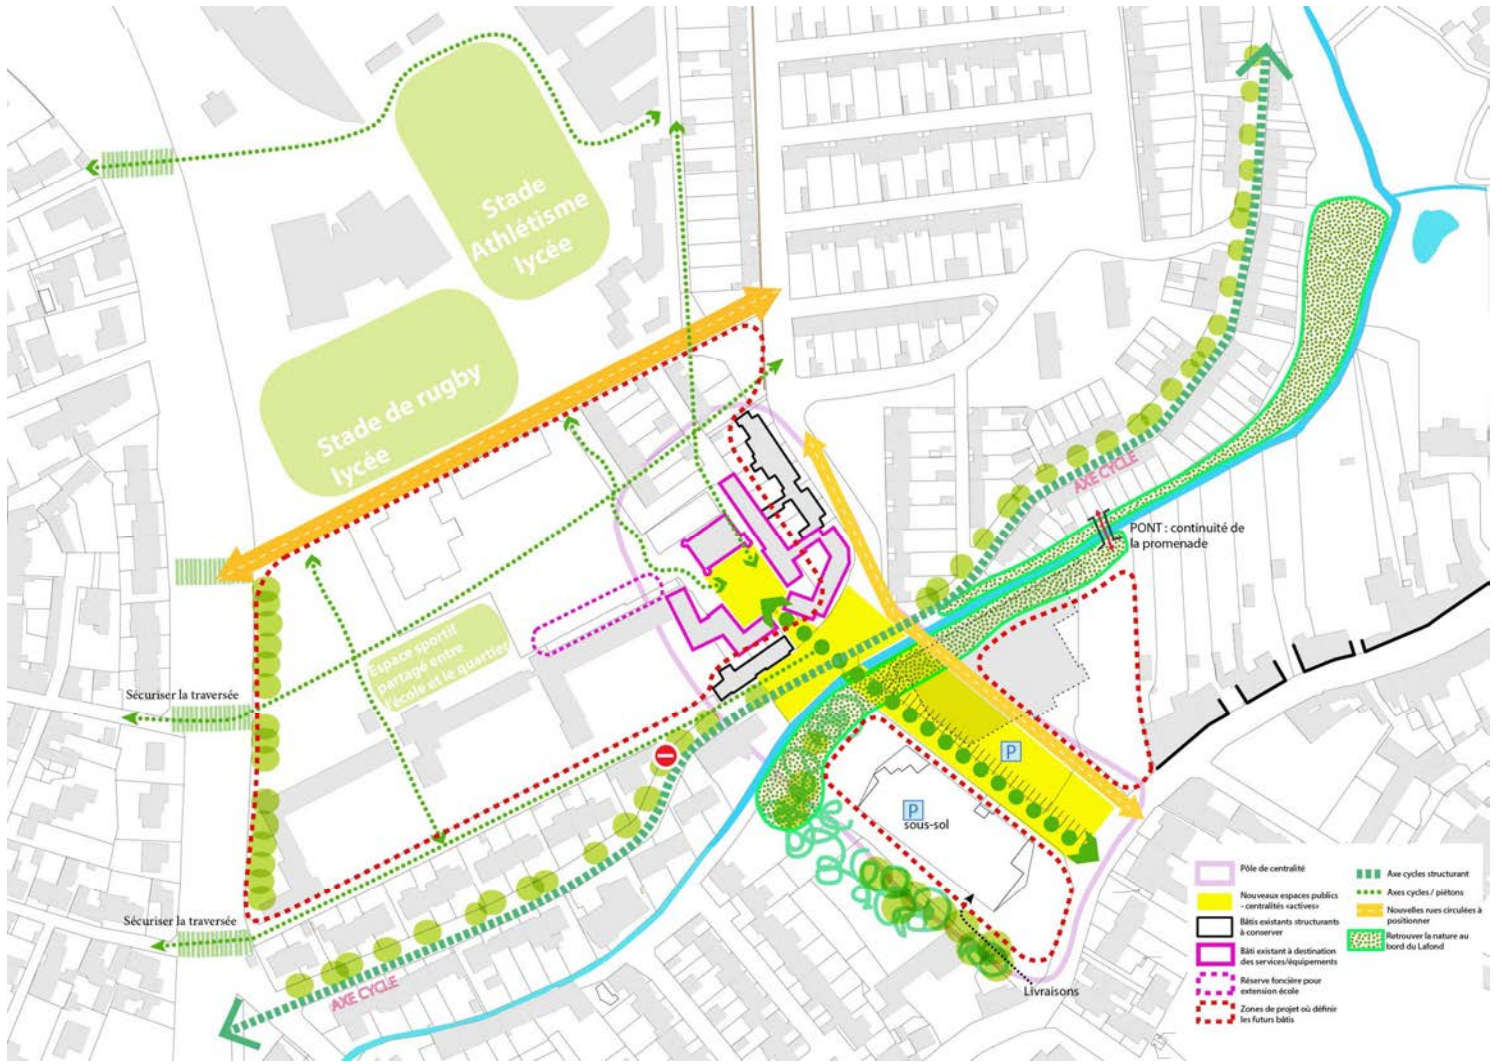 Stade
Athlétisme
lycée
Stade de rugby
lycée
AXE CYCLE
PONT : continuité de
la promenade
Espace sportif
partagé entre
l'école et le quartier
Sécuriser la traversée
P
P
sous-sol
Sécuriser la traversée
AXE CYCLE
Livraisons
Pôle de centralité
Nouveaux espaces publics
- centralités «actives»
Bâtis existants structurants
à conserver
Bâti existant à destination
des services/équipements
Réserve foncière pour
extension école
Zones de projet où définir
les futurs bâtis
Axe cycles structurant
Axes cycles / piétons
Nouvelles rues circulées à
positionner
Retrouver la nature au
bord du Lafond